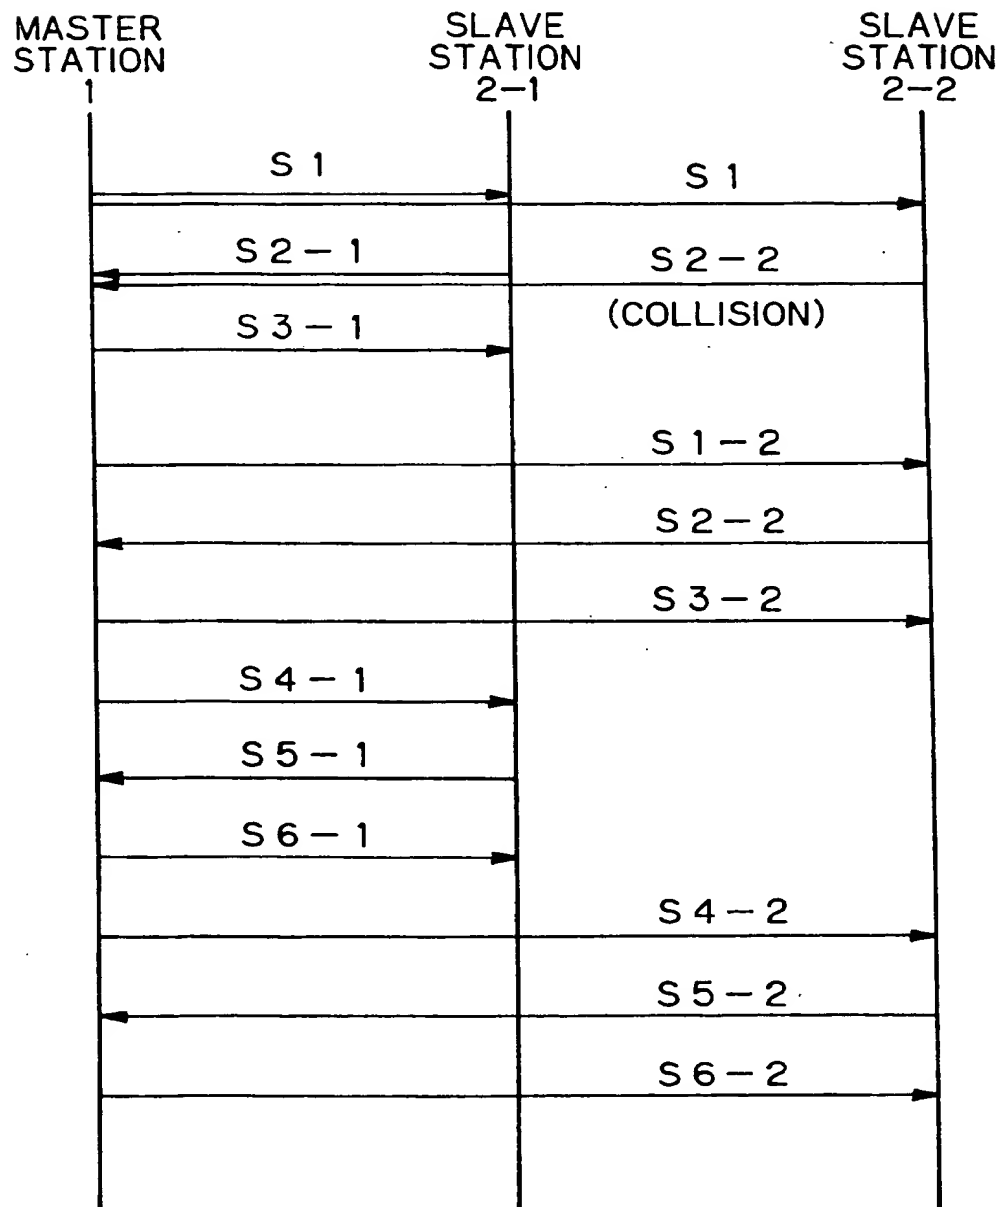 MASTER
STATION
1
SLAVE
STATION
2-1
SLAVE
STATION
2-2
S 1
S 1
S 2 - 1
S 2 - 2
(COLLISION)
S 3 - 1
S 1 - 2
S 2 - 2
S 3 - 2
S 4 - 1
S 5 - 1
S 6 - 1
S 4 - 2
S 5 - 2
S 6 - 2